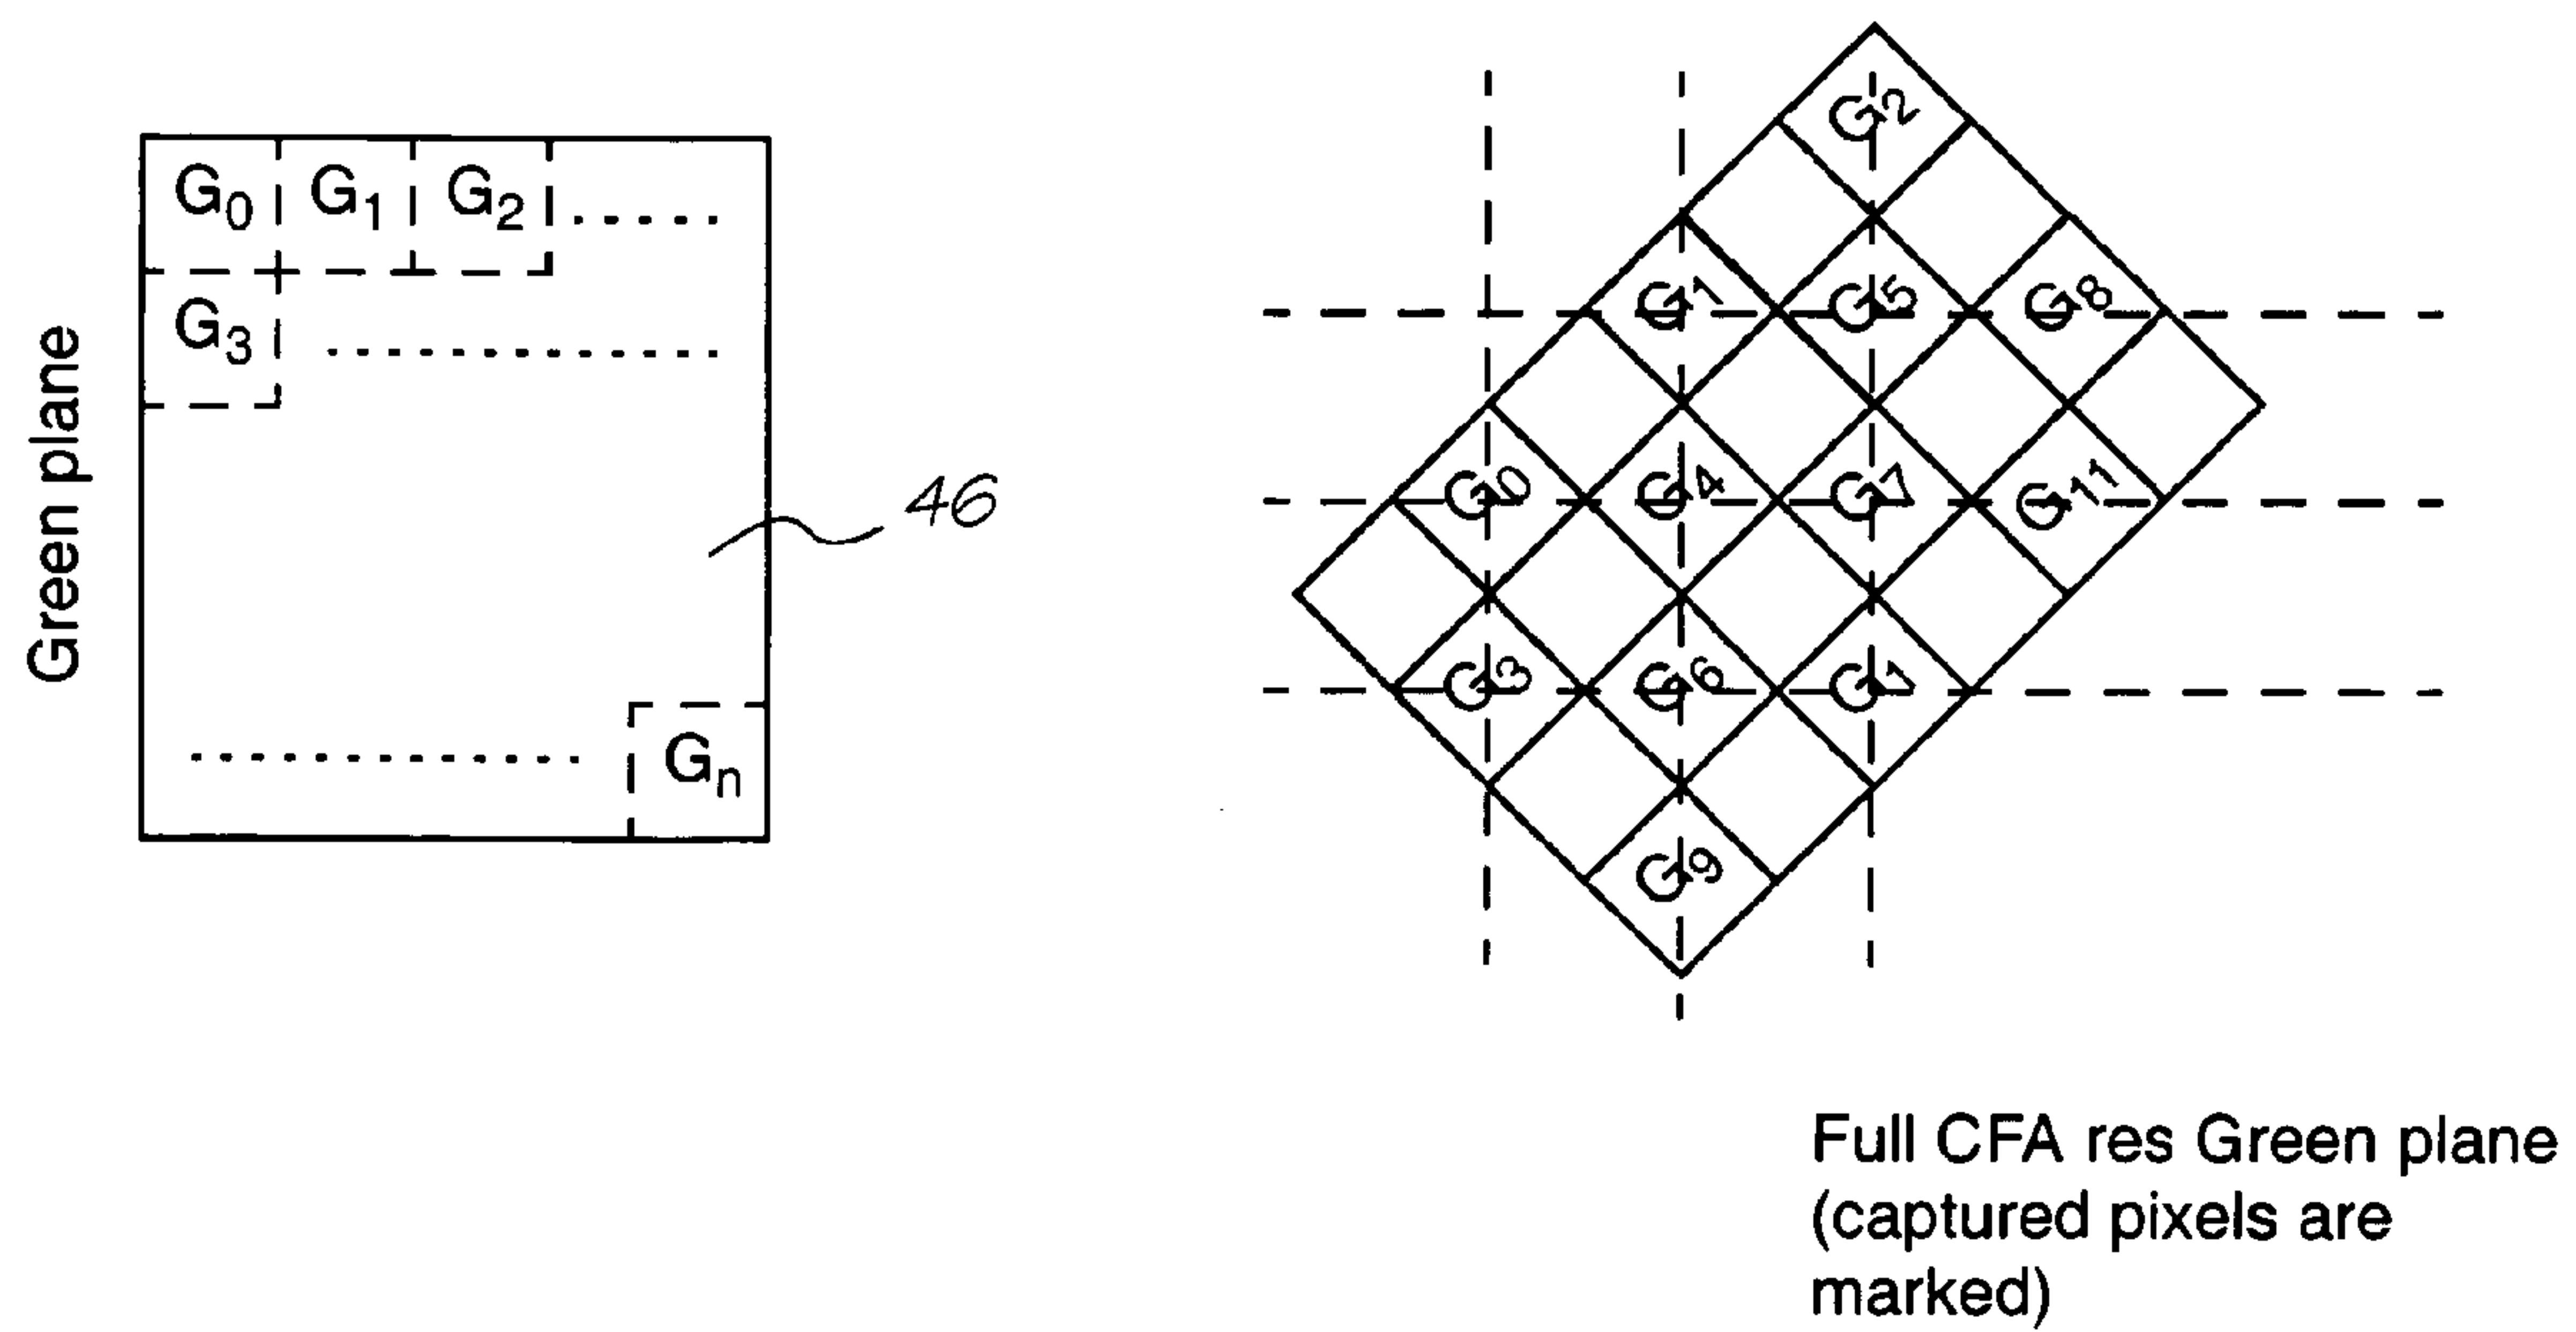 Green plane
G0 G1 G2 .....
G3 .............
46
............. Gn
G2
G1 G5 G8
G0 G4 G7 G11
G3 G6 G1
G9
Full CFA res Green plane
(captured pixels are
marked)